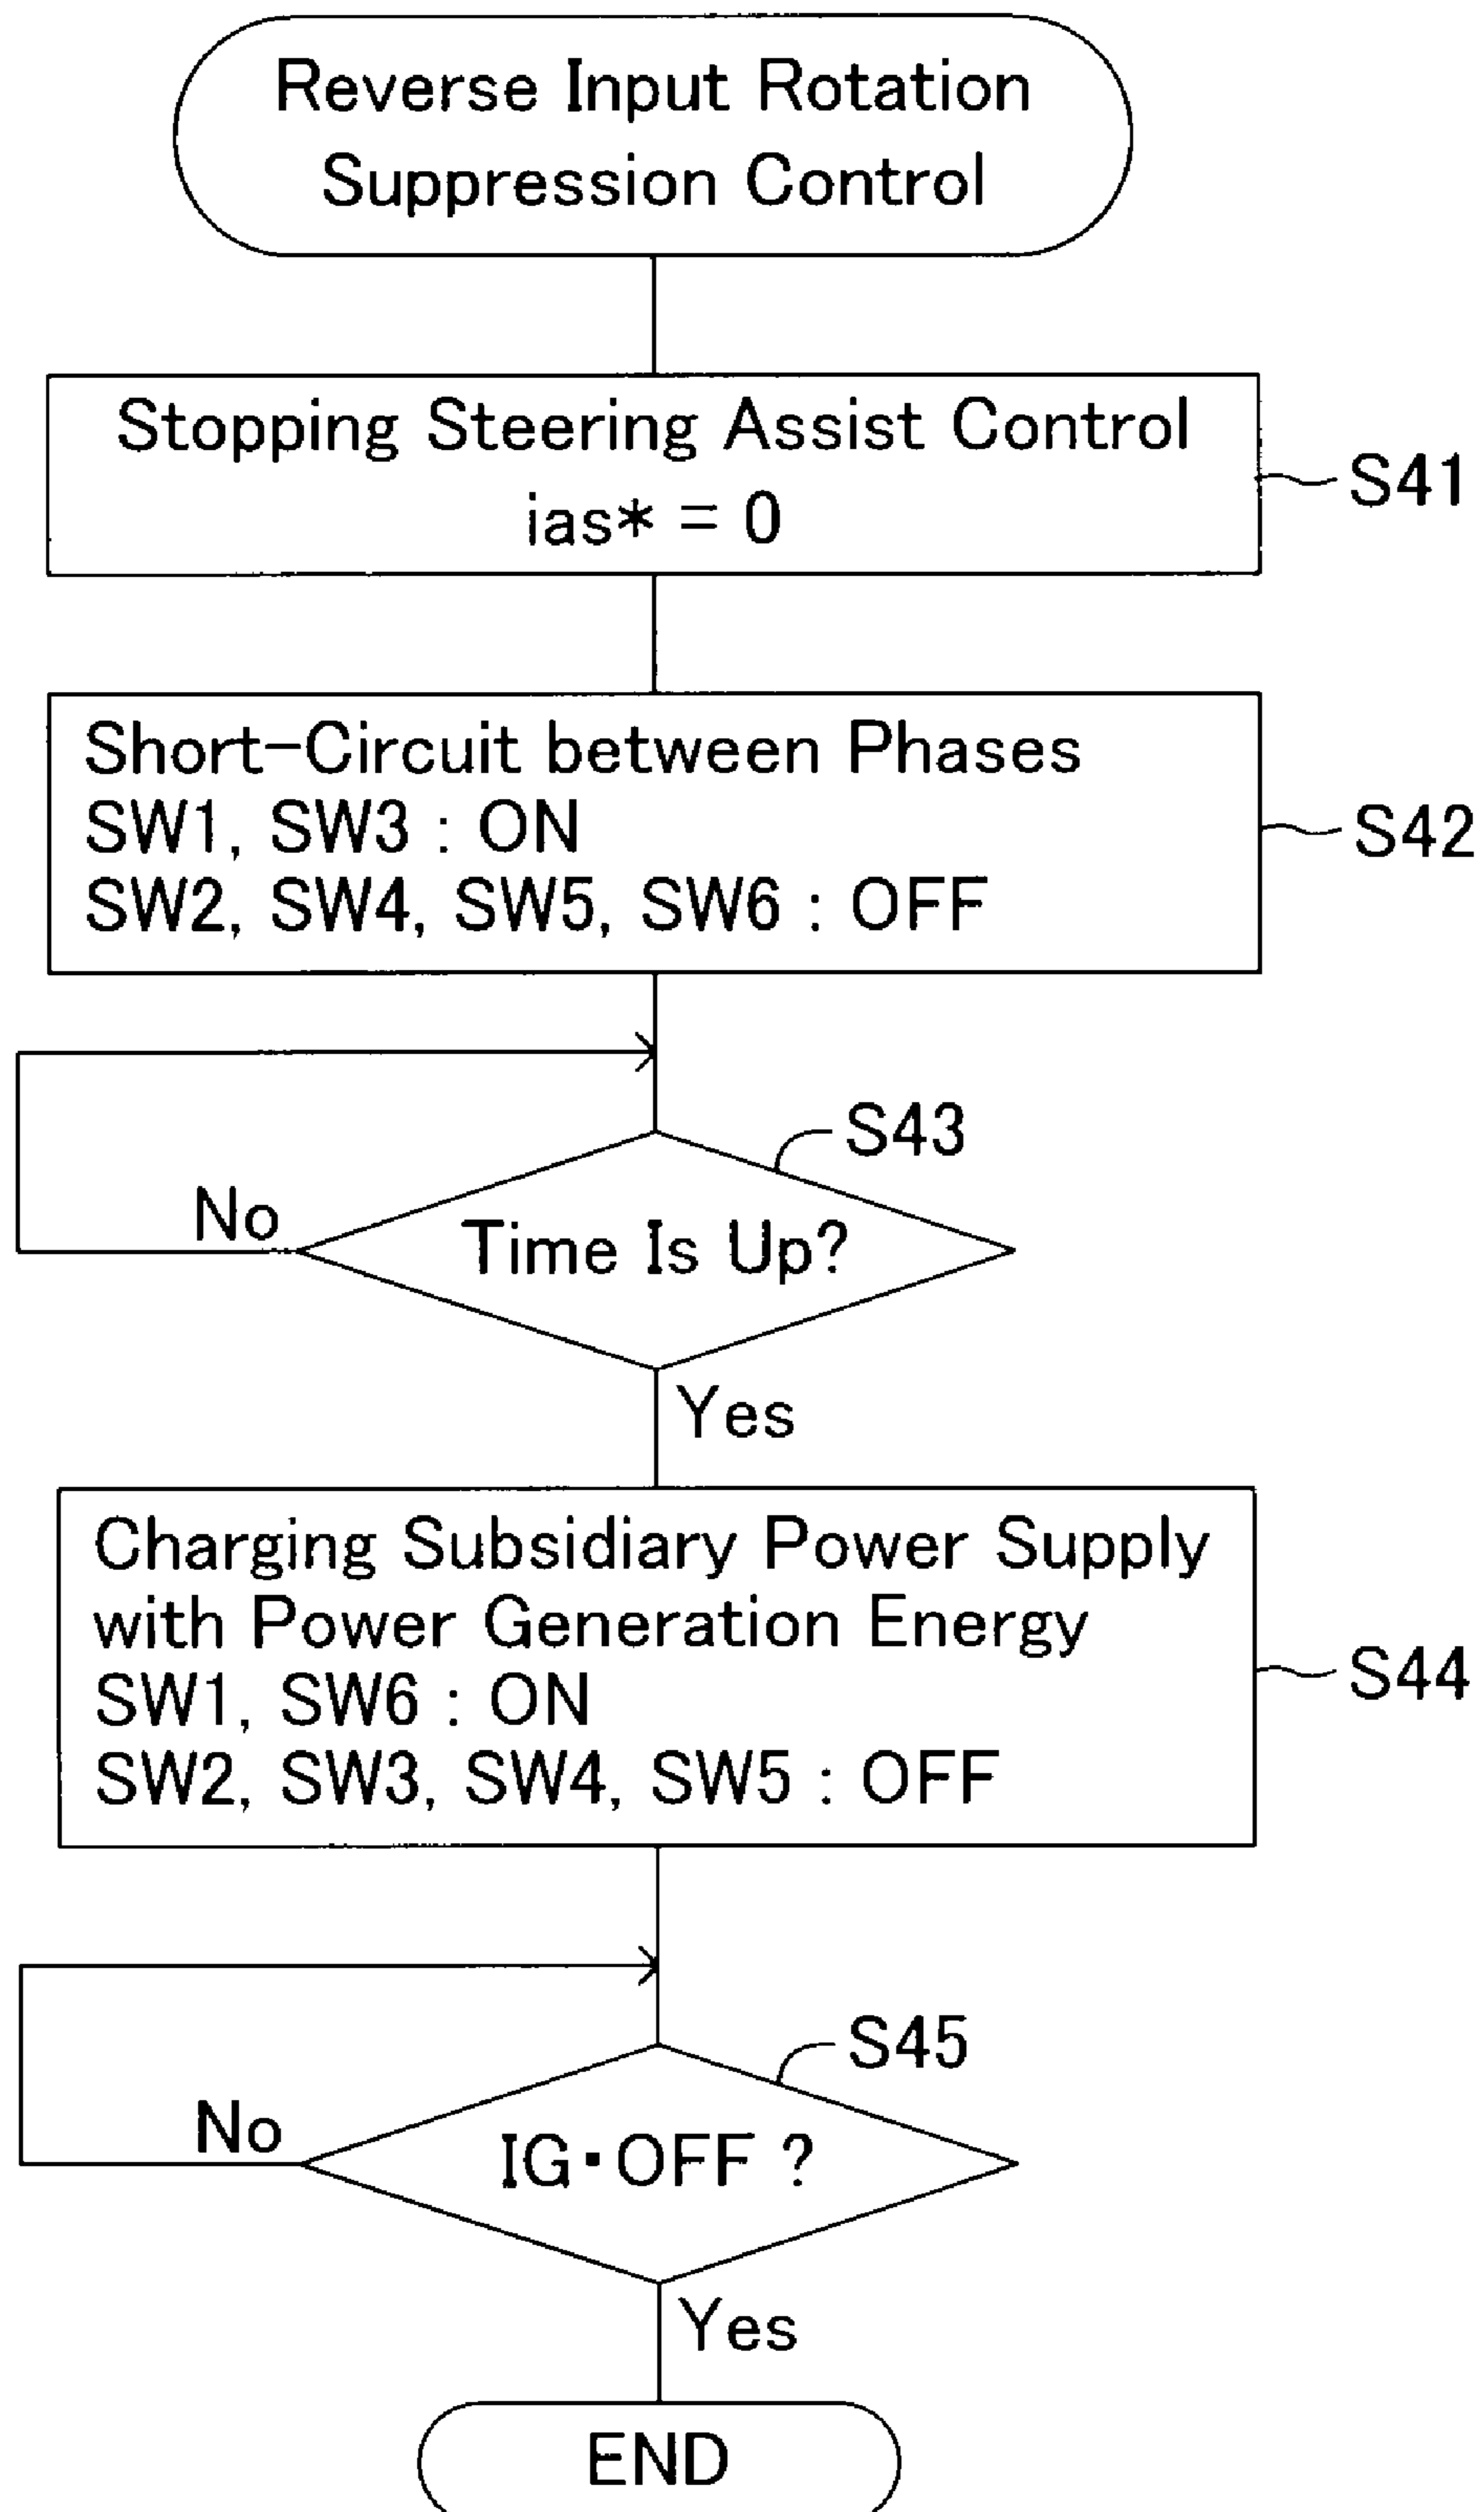 Reverse Input Rotation
Suppression Control
Stopping Steering Assist Control
ias* = 0
S41
Short-Circuit between Phases
SW1, SW3 : ON
SW2, SW4, SW5, SW6 : OFF
S42
S43
No
Time Is Up?
Yes
Charging Subsidiary Power Supply
with Power Generation Energy
SW1, SW6 : ON
SW2, SW3, SW4, SW5 : OFF
S44
S45
No
IG･OFF ?
Yes
END